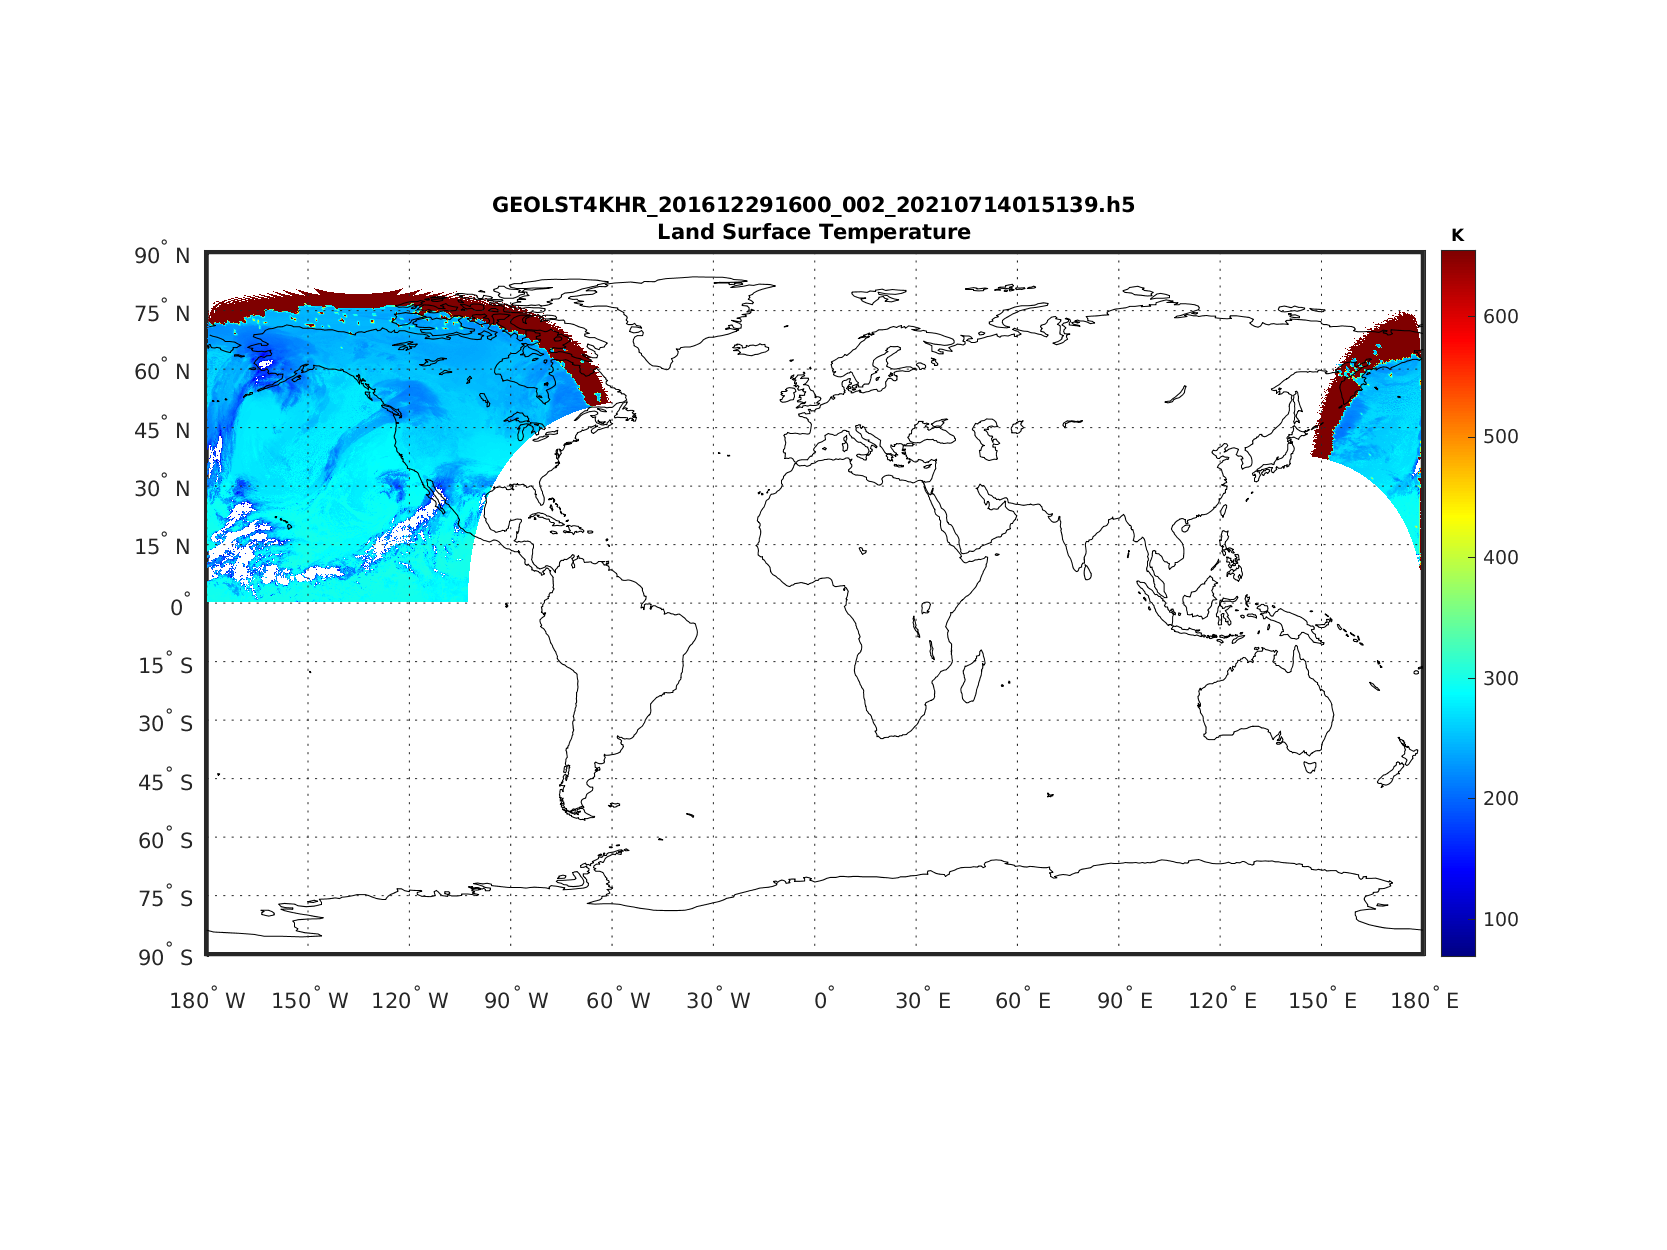 GEOLST4KHR_201612291600_002_20210714015139.h5
Land Surface Temperature
K
90° N
75° N
60° N
45° N
30° N
15° N
0°
15° S
30° S
45° S
60° S
75° S
90° S
180° W 150° W 120° W 90° W 60° W 30° W 0° 30° E 60° E 90° E 120° E 150° E 180° E
600
500
400
300
200
100